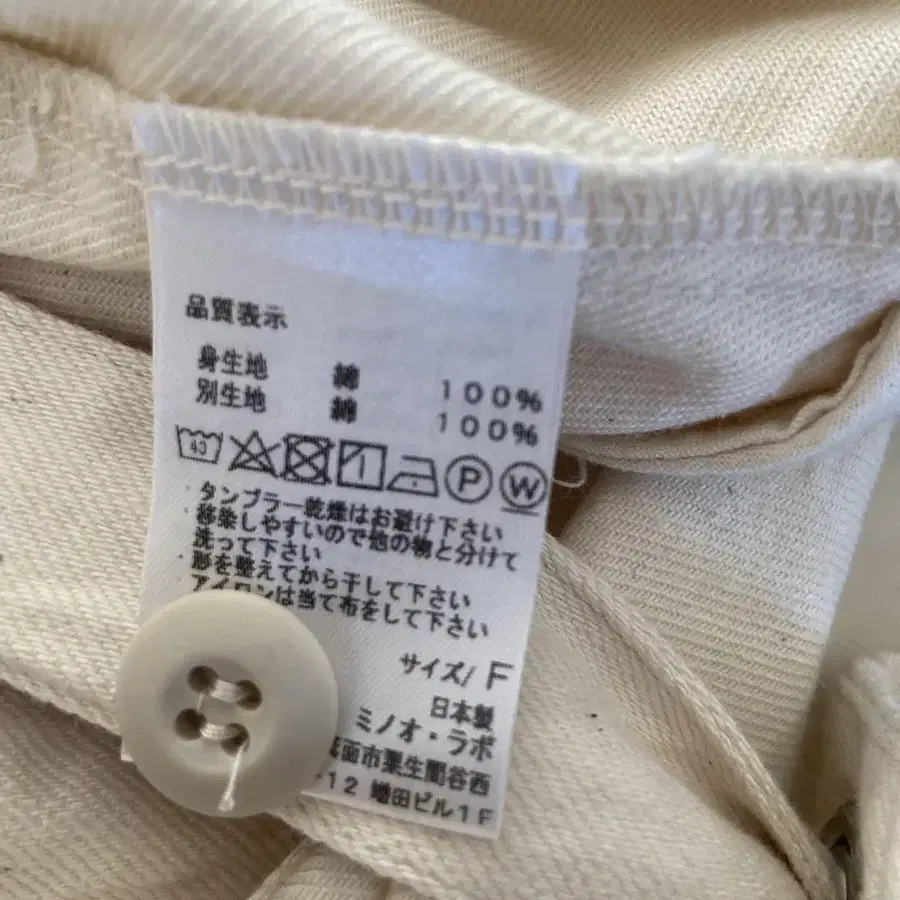 品質表示
身生地 綿 100%
別生地 綿 100%
43 P W
タンブラー乾燥はお避け下さい
移染しやすいので他の物と分けて
洗って下さい
形を整えてから干して下さい
アイロンは当て布をして下さい
サイズ/F
日本製
ミノオ・ラボ
面市粟生間谷西
-12 増田ビル1F